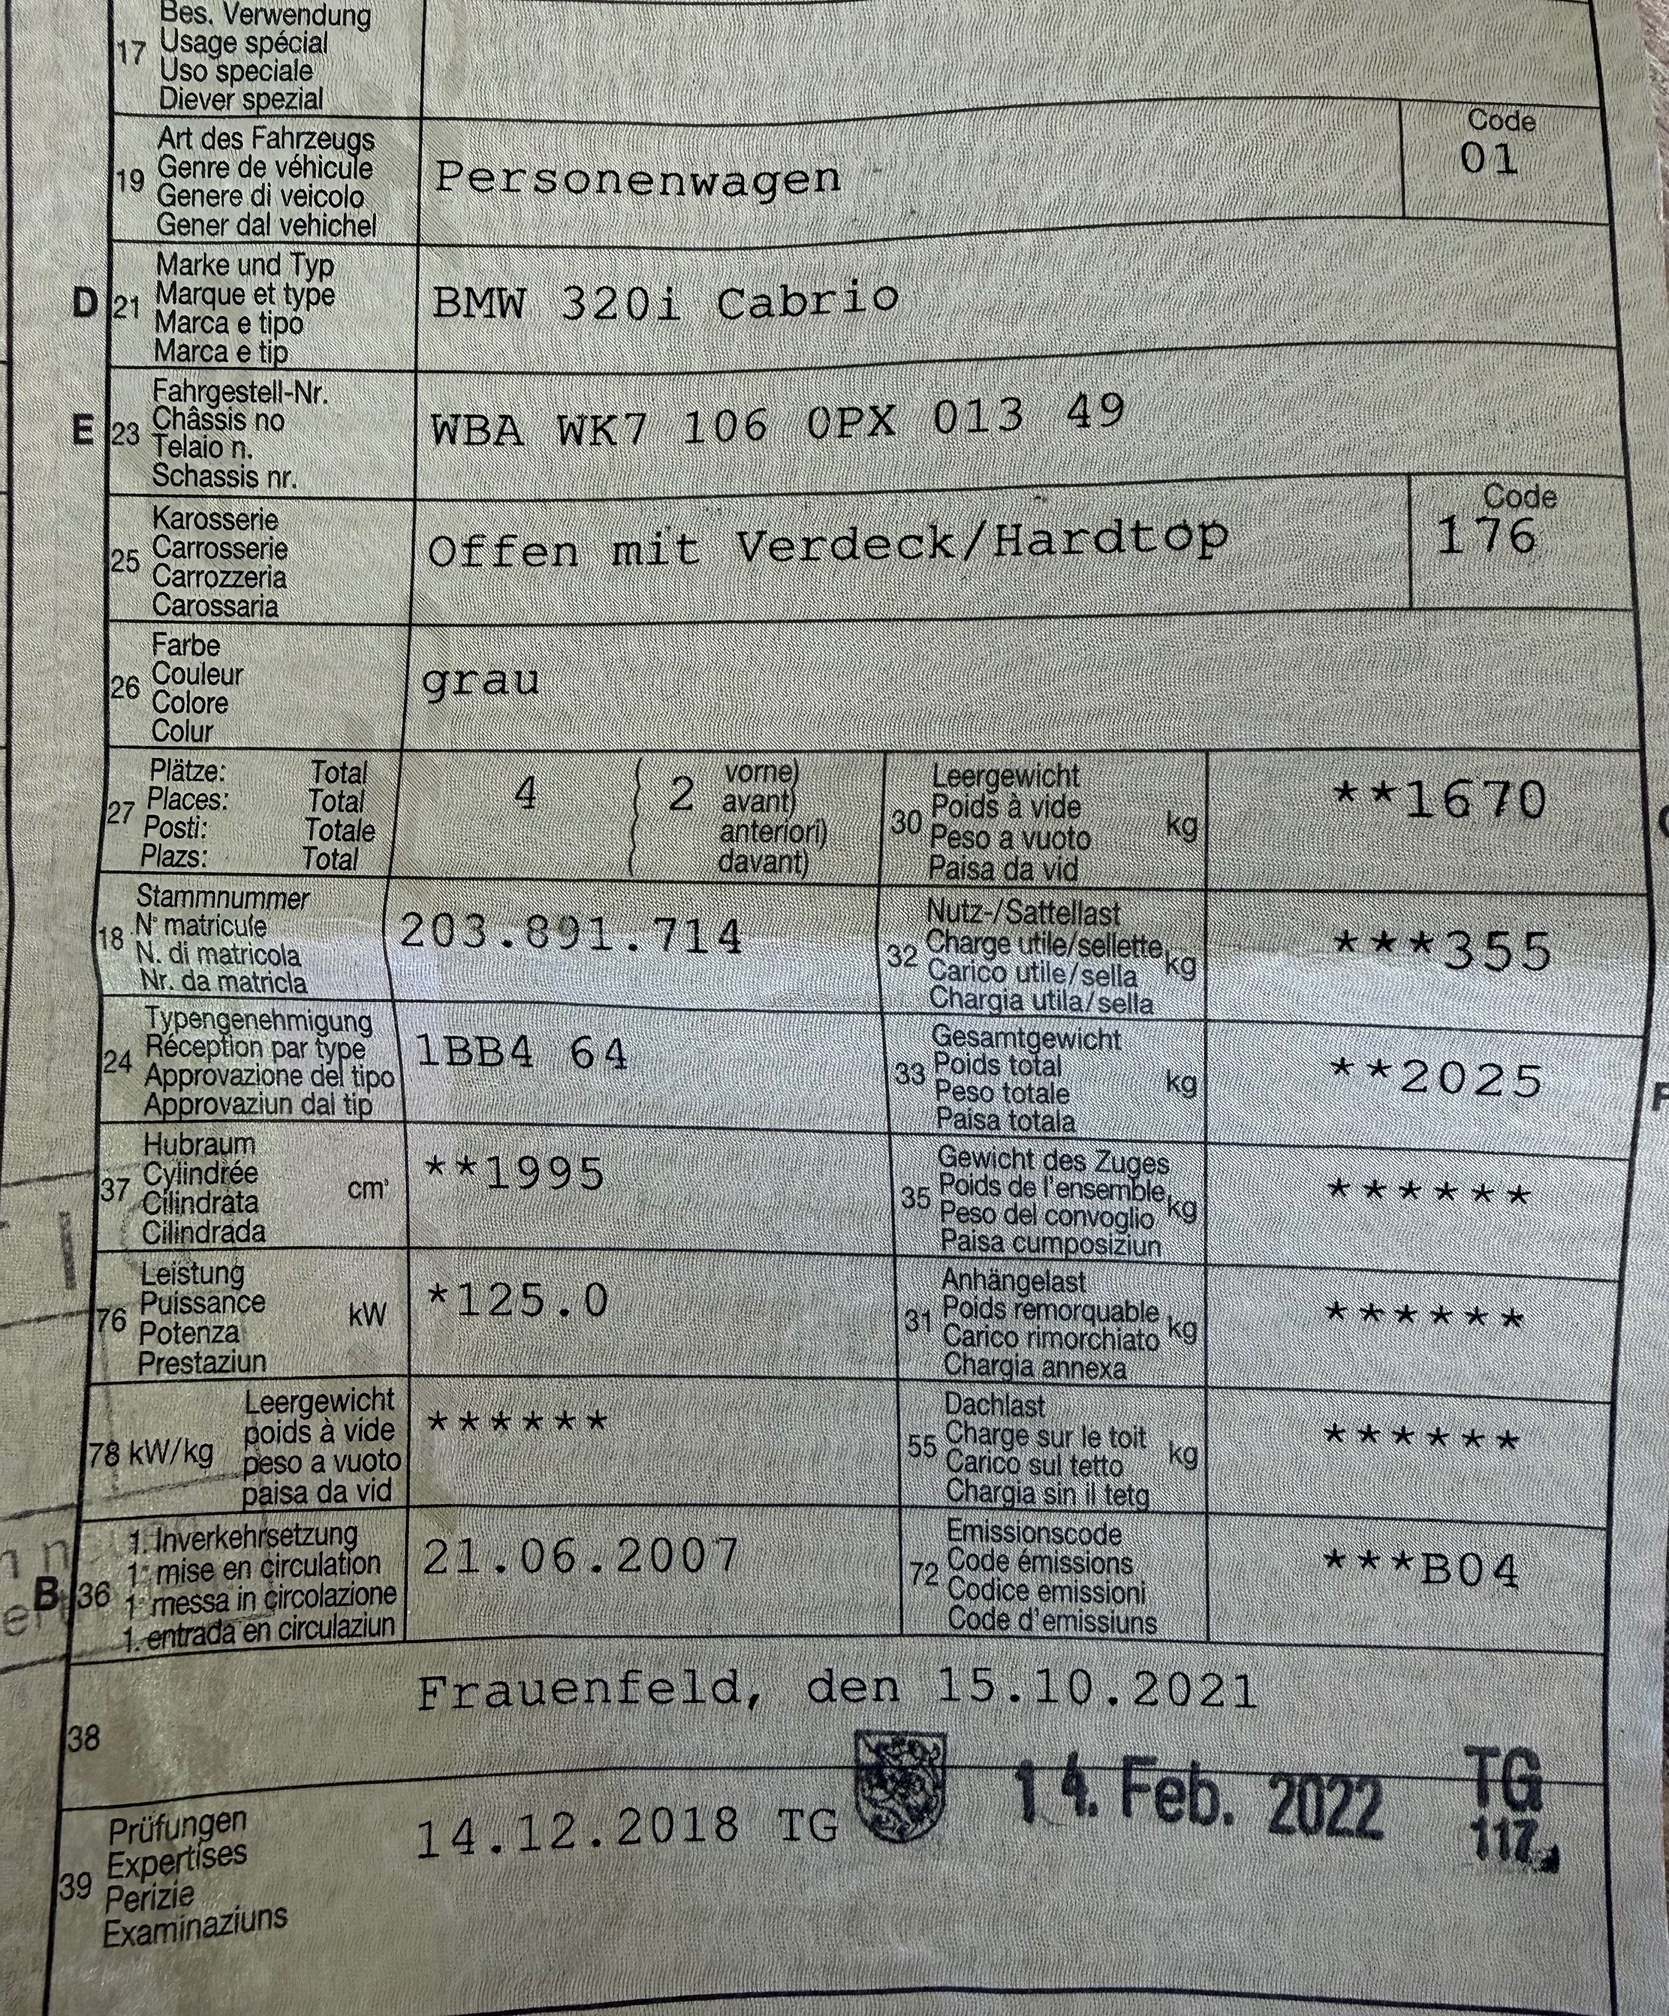 Bes. Verwendung
17 Usage spécial
Uso speciale
Diever spezial
Art des Fahrzeugs
19 Genre de véhicule
Genere di veicolo
Gener dal vehichel
Personenwagen
Code
01
Marke und Typ
D 21 Marque et type
Marca e tipo
Marca e tip
BMW 320i Cabrio
Fahrgestell-Nr.
E 23 Châssis no
Telaio n.
Schassis nr.
WBA WK7 106 0PX 013 49
Karosserie
25 Carrosserie
Carrozzeria
Carossaria
Offen mit Verdeck/Hardtop
Code
176
Farbe
26 Couleur
Colore
Colur
grau
Plätze: Total
27 Places: Total
Posti: Totale
Plazs: Total
4 ( 2 vorne)
avant)
anteriori)
davant)
Leergewicht
30 Poids à vide
Peso a vuoto kg
Paisa da vid
**1670
Stammnummer
18 N° matricule
N. di matricola
Nr. da matricla
203.891.714
Nutz-/Sattellast
32 Charge utile/sellette kg
Carico utile/sella
Chargia utila/sella
***355
Typengenehmigung
24 Réception par type
Approvazione del tipo
Approvaziun dal tip
1BB4 64
Gesamtgewicht
33 Poids total kg
Peso totale
Paisa totala
**2025
Hubraum
37 Cylindrée cm³
Cilindrata
Cilindrada
**1995
Gewicht des Zuges
35 Poids de l'ensemble kg
Peso del convoglio
Paisa cumposiziun
******
Leistung
76 Puissance kW
Potenza
Prestaziun
*125.0
Anhängelast
31 Poids remorquable kg
Carico rimorchiato
Chargia annexa
******
Leergewicht
78 kW/kg poids à vide
peso a vuoto
paisa da vid
******
Dachlast
55 Charge sur le toit kg
Carico sul tetto
Chargia sin il tetg
******
1. Inverkehrsetzung
B 36 1ʳᵉ mise en circulation
1ª messa in circolazione
1. entrada en circulaziun
21.06.2007
Emissionscode
72 Code émissions
Codice emissioni
Code d'emissiuns
***B04
38
Frauenfeld, den 15.10.2021
Prüfungen
39 Expertises
Perizie
Examinaziuns
14.12.2018 TG
14. Feb. 2022
TG
117